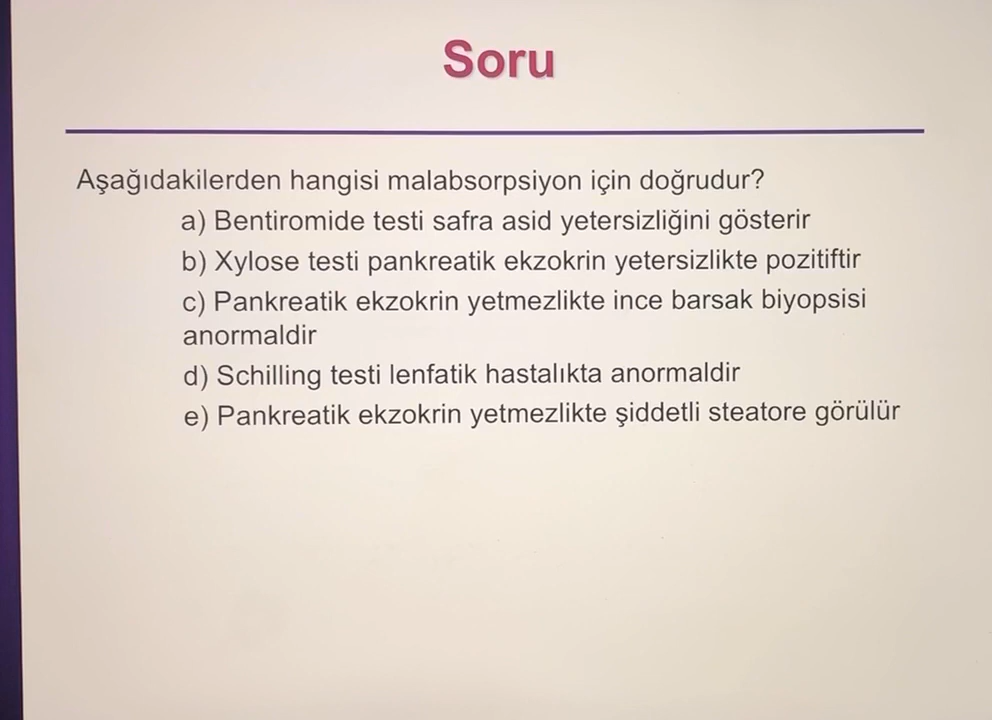 Soru
Aşağıdakilerden hangisi malabsorpsiyon için doğrudur?
a) Bentiromide testi safra asid yetersizliğini gösterir
b) Xylose testi pankreatik ekzokrin yetersizlikte pozitiftir
c) Pankreatik ekzokrin yetmezlikte ince barsak biyopsisi
anormaldir
d) Schilling testi lenfatik hastalıkta anormaldir
e) Pankreatik ekzokrin yetmezlikte şiddetli steatore görülür